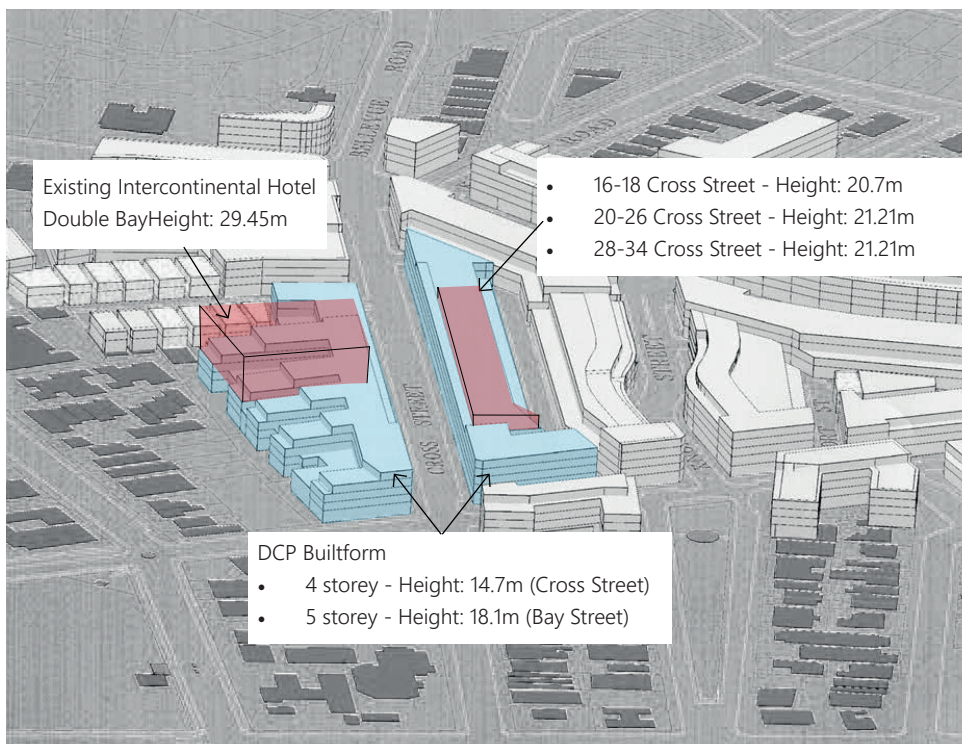 BELLEVUE ROAD
ROAD
Existing Intercontinental Hotel
Double BayHeight: 29.45m
• 16-18 Cross Street - Height: 20.7m
• 20-26 Cross Street - Height: 21.21m
• 28-34 Cross Street - Height: 21.21m
STREET
CROSS STREET
ST
DCP Builtform
• 4 storey - Height: 14.7m (Cross Street)
• 5 storey - Height: 18.1m (Bay Street)